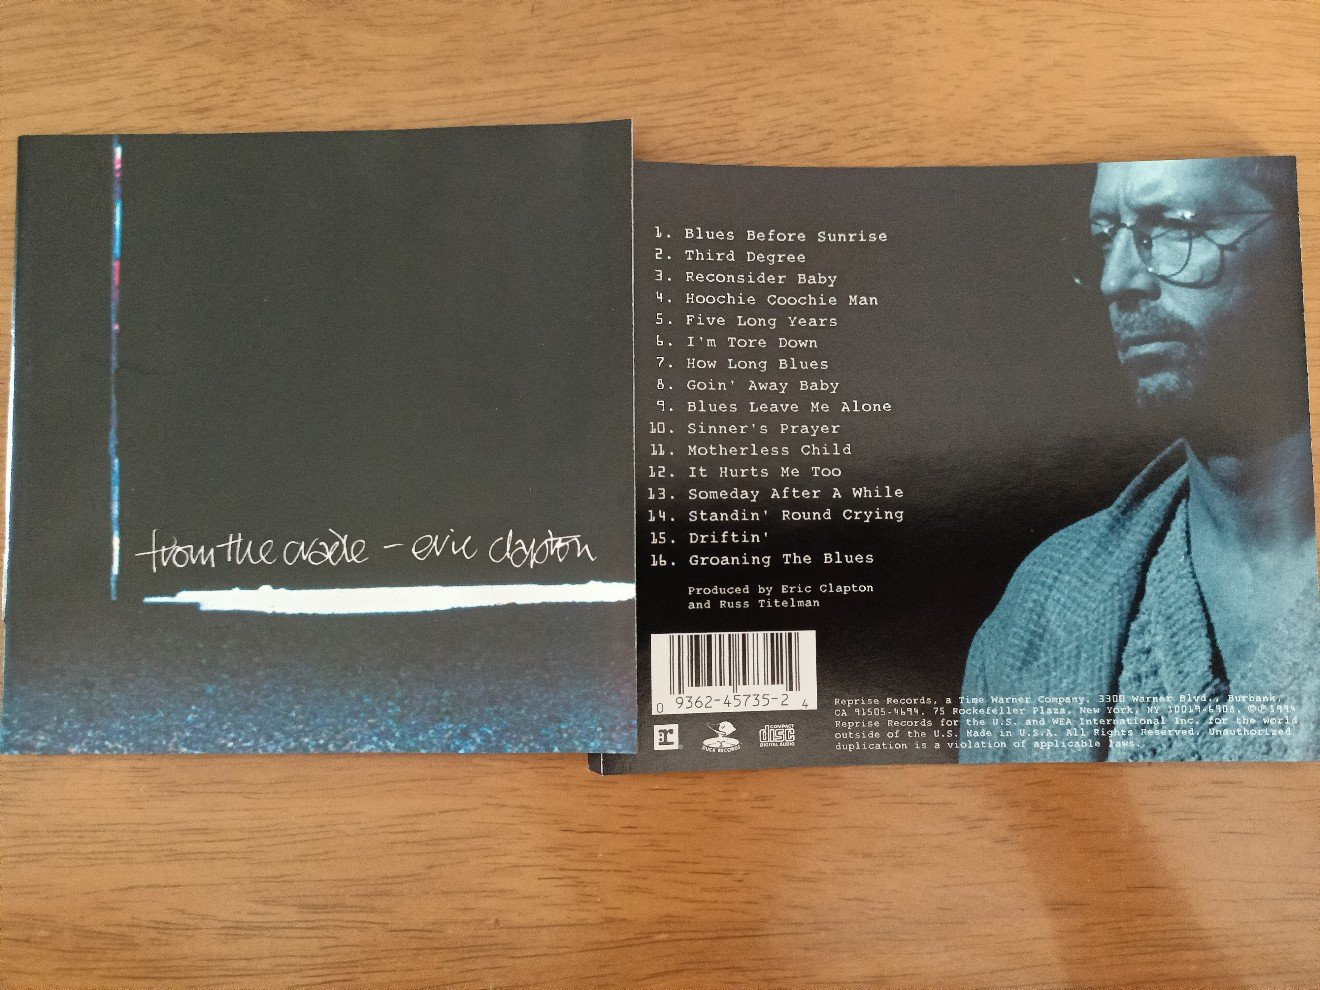 from the cradle - eric clapton
1. Blues Before Sunrise
2. Third Degree
3. Reconsider Baby
4. Hoochie Coochie Man
5. Five Long Years
6. I'm Tore Down
7. How Long Blues
8. Goin' Away Baby
9. Blues Leave Me Alone
10. Sinner's Prayer
11. Motherless Child
12. It Hurts Me Too
13. Someday After A While
14. Standin' Round Crying
15. Driftin'
16. Groaning The Blues
Produced by Eric Clapton
and Russ Titelman
0 9362-45735-2 4
r®
DUCK RECORDS
COMPACT
disc
DIGITAL AUDIO
Reprise Records, a Time Warner Company. 3300 Warner Blvd., Burbank,
CA 91505-4694. 75 Rockefeller Plaza, New York, NY 10019-6908. ©℗1994
Reprise Records for the U.S. and WEA International Inc. for the world
outside of the U.S. Made in U.S.A. All Rights Reserved. Unauthorized
duplication is a violation of applicable laws.